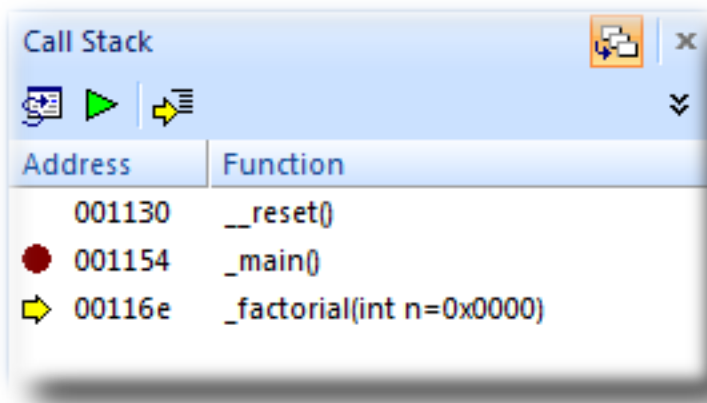 Call Stack
Address Function
001130 __reset()
001154 _main()
00116e _factorial(int n=0x0000)